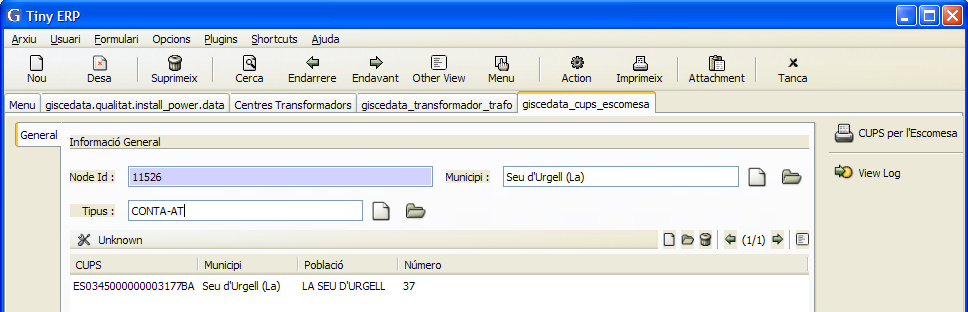 G Tiny ERP
Arxiu Usuari Formulari Opcions Plugins Shortcuts Ajuda
Nou Desa Suprimeix Cerca Endarrere Endavant Other View Menu Action Imprimeix Attachment Tanca
Menu giscedata.qualitat.install_power.data Centres Transformadors giscedata_transformador_trafo giscedata_cups_escomesa
General
Informació General
CUPS per l'Escomesa
Node Id : 11526 Municipi : Seu d'Urgell (La)
View Log
Tipus : CONTA-AT
Unknown (1/1)
CUPS Municipi Població Número
ES0345000000003177BA Seu d'Urgell (La) LA SEU D'URGELL 37